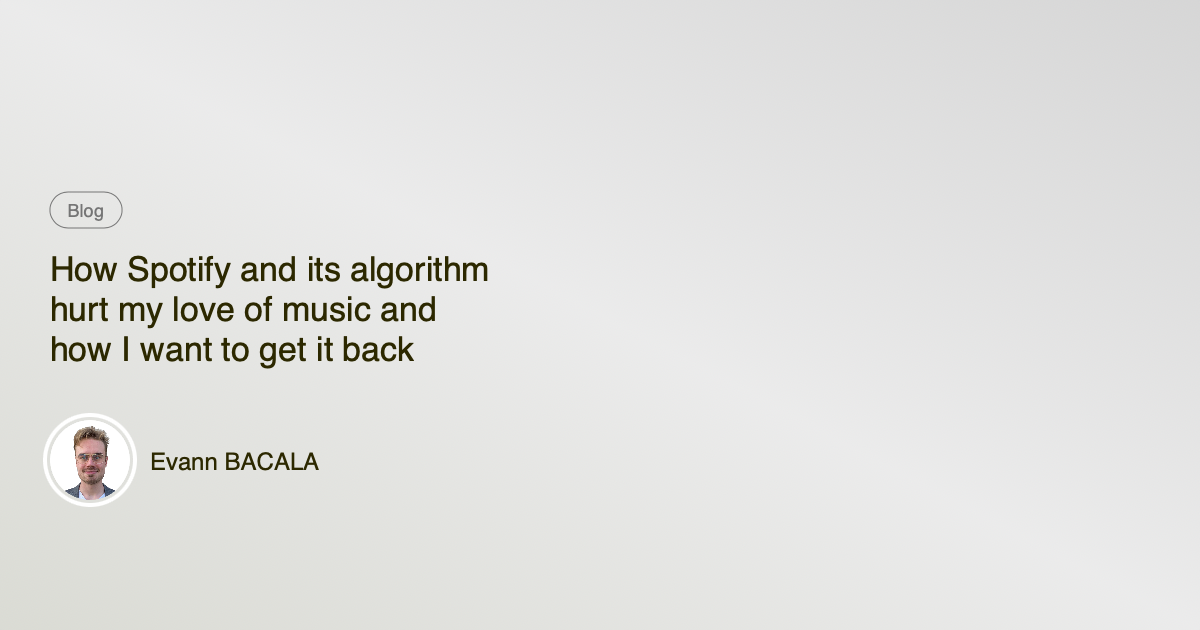 Blog
How Spotify and its algorithm
hurt my love of music and
how I want to get it back
Evann BACALA